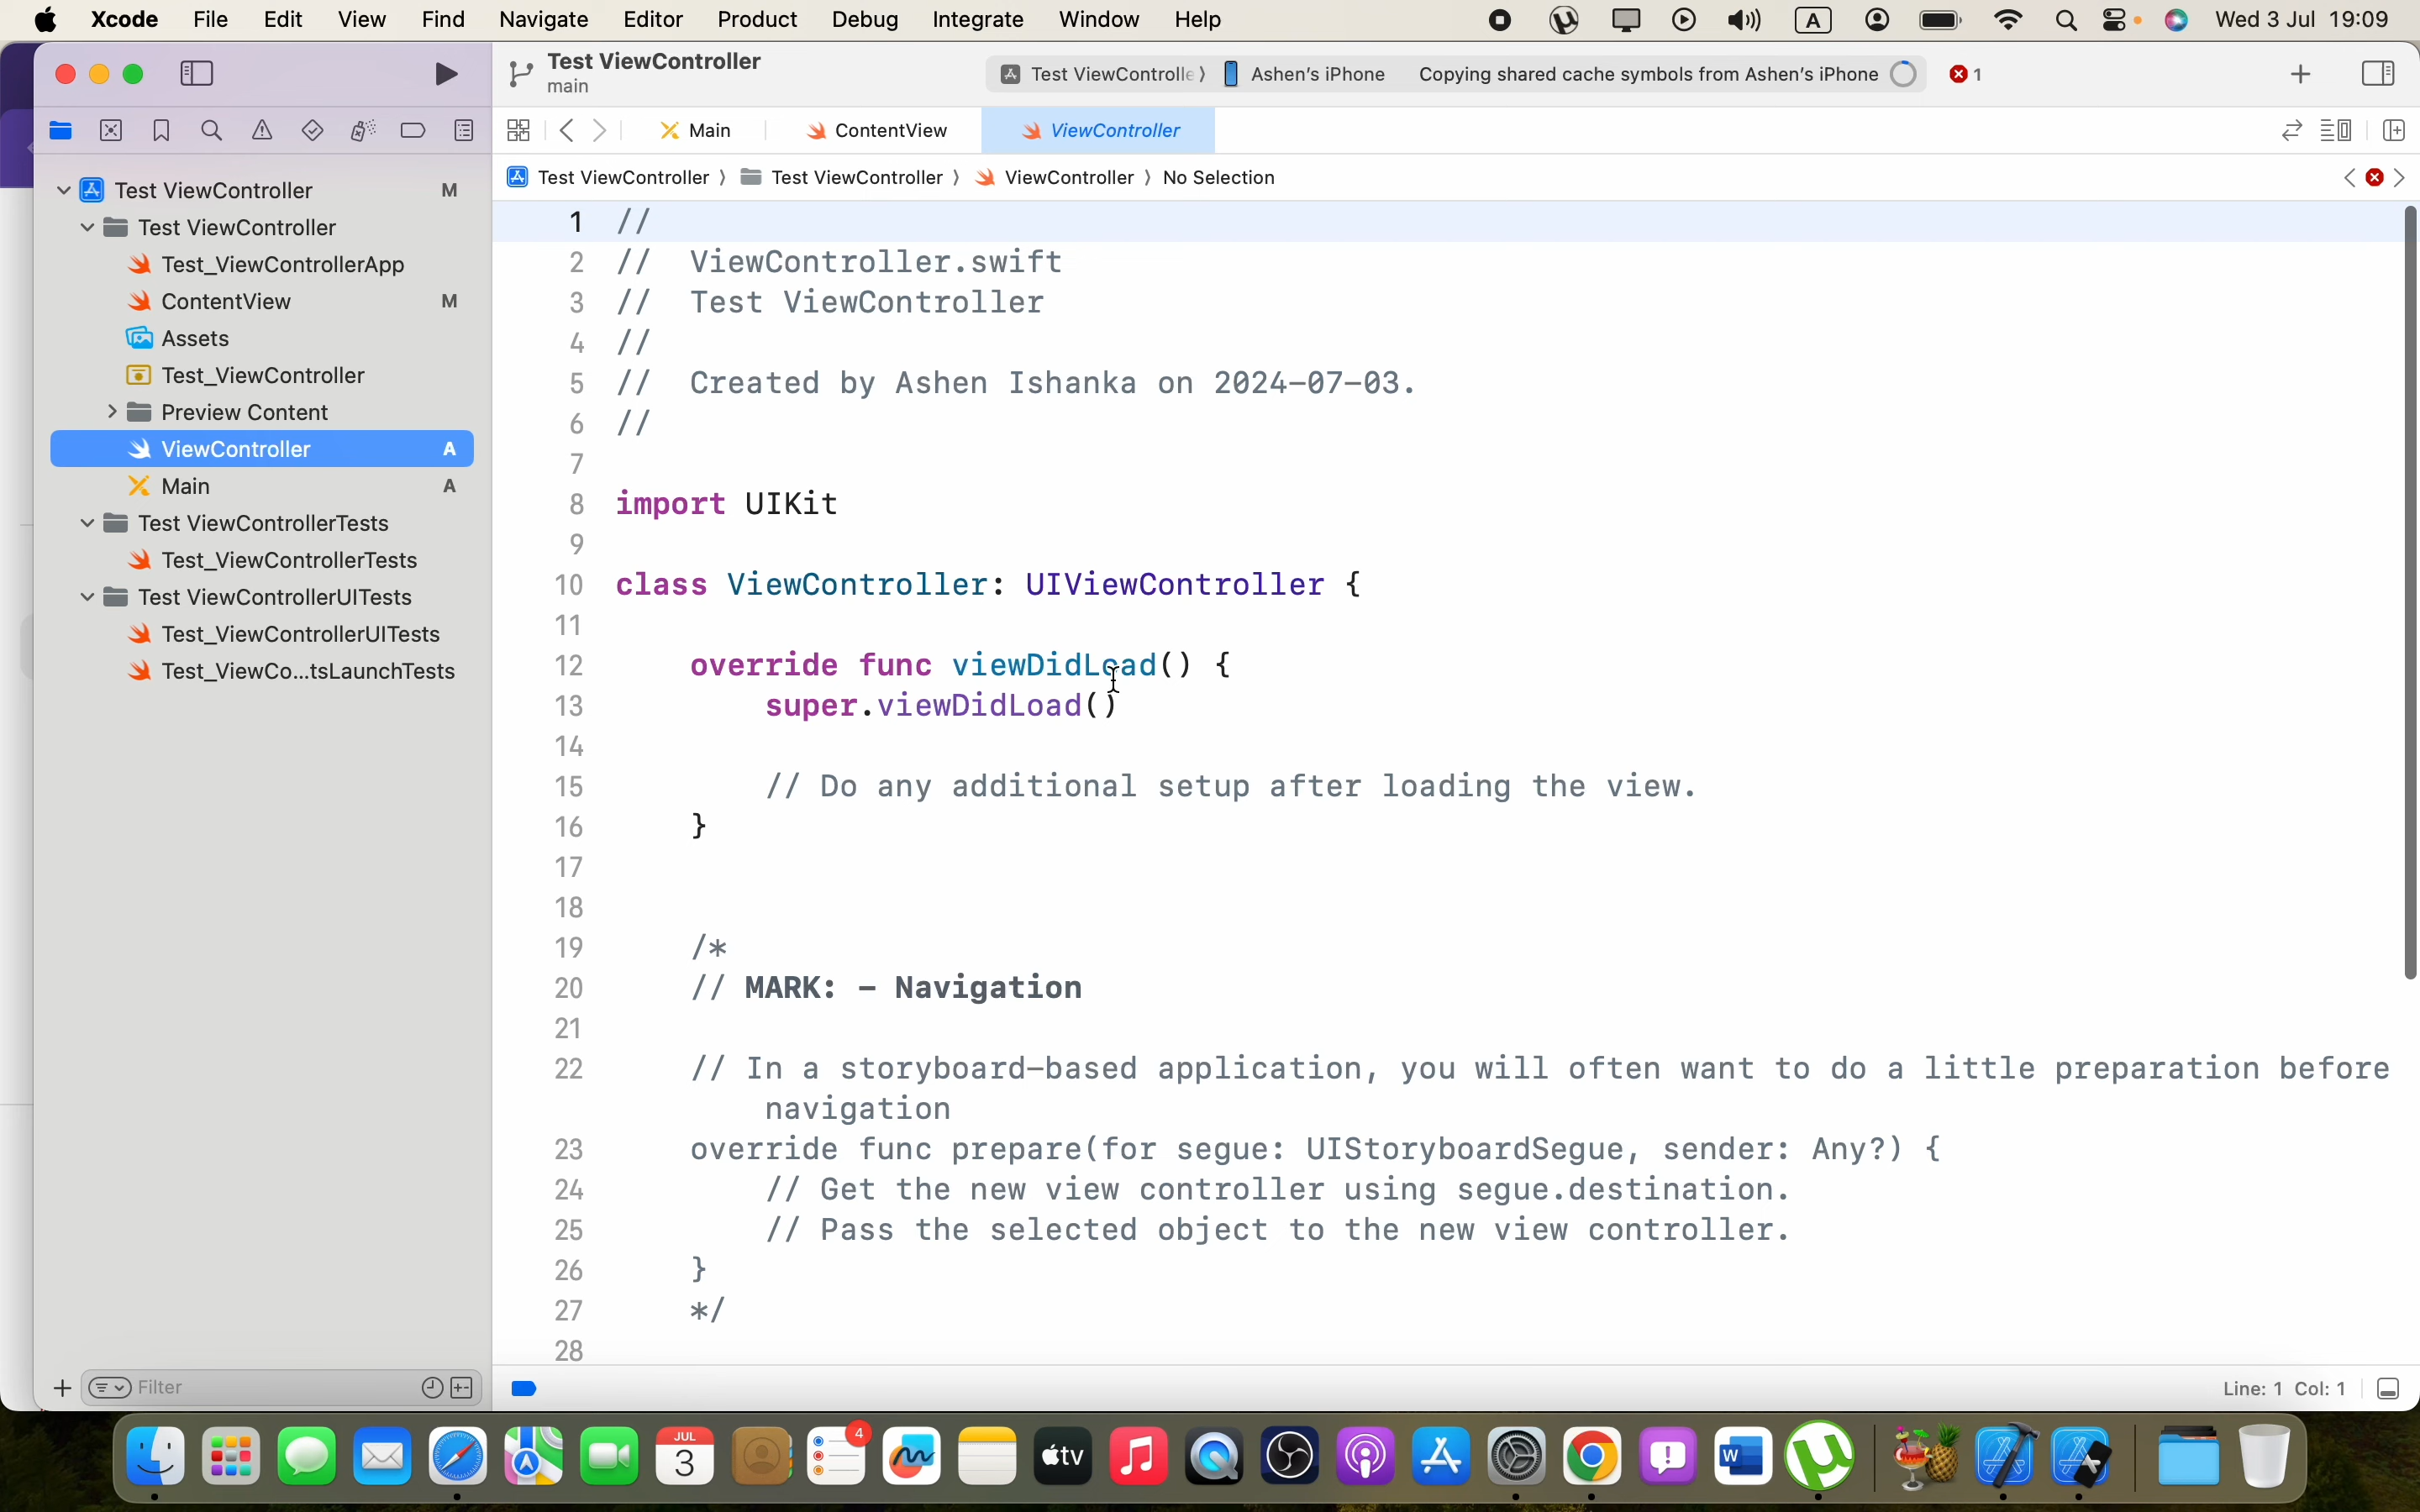 Xcode File Edit View Find Navigate Editor Product Debug Integrate Window Help A Wed 3 Jul 19:09
Test ViewController
main
Test ViewControlle Ashen's iPhone Copying shared cache symbols from Ashen's iPhone 1
Main ContentView ViewController
Test ViewController Test ViewController ViewController No Selection
Test ViewController M
Test ViewController
Test_ViewControllerApp
ContentView M
Assets
Test_ViewController
Preview Content
ViewController A
Main A
Test ViewControllerTests
Test_ViewControllerTests
Test ViewControllerUITests
Test_ViewControllerUITests
Test_ViewCo...tsLaunchTests
Filter
1 //
2 //  ViewController.swift
3 //  Test ViewController
4 //
5 //  Created by Ashen Ishanka on 2024-07-03.
6 //
7
8 import UIKit
9
10 class ViewController: UIViewController {
11
12     override func viewDidLoad() {
13         super.viewDidLoad()
14
15         // Do any additional setup after loading the view.
16     }
17
18
19     /*
20     // MARK: - Navigation
21
22     // In a storyboard-based application, you will often want to do a little preparation before
navigation
23     override func prepare(for segue: UIStoryboardSegue, sender: Any?) {
24         // Get the new view controller using segue.destination.
25         // Pass the selected object to the new view controller.
26     }
27     */
28
Line: 1 Col: 1
JUL
3
4
tv
W